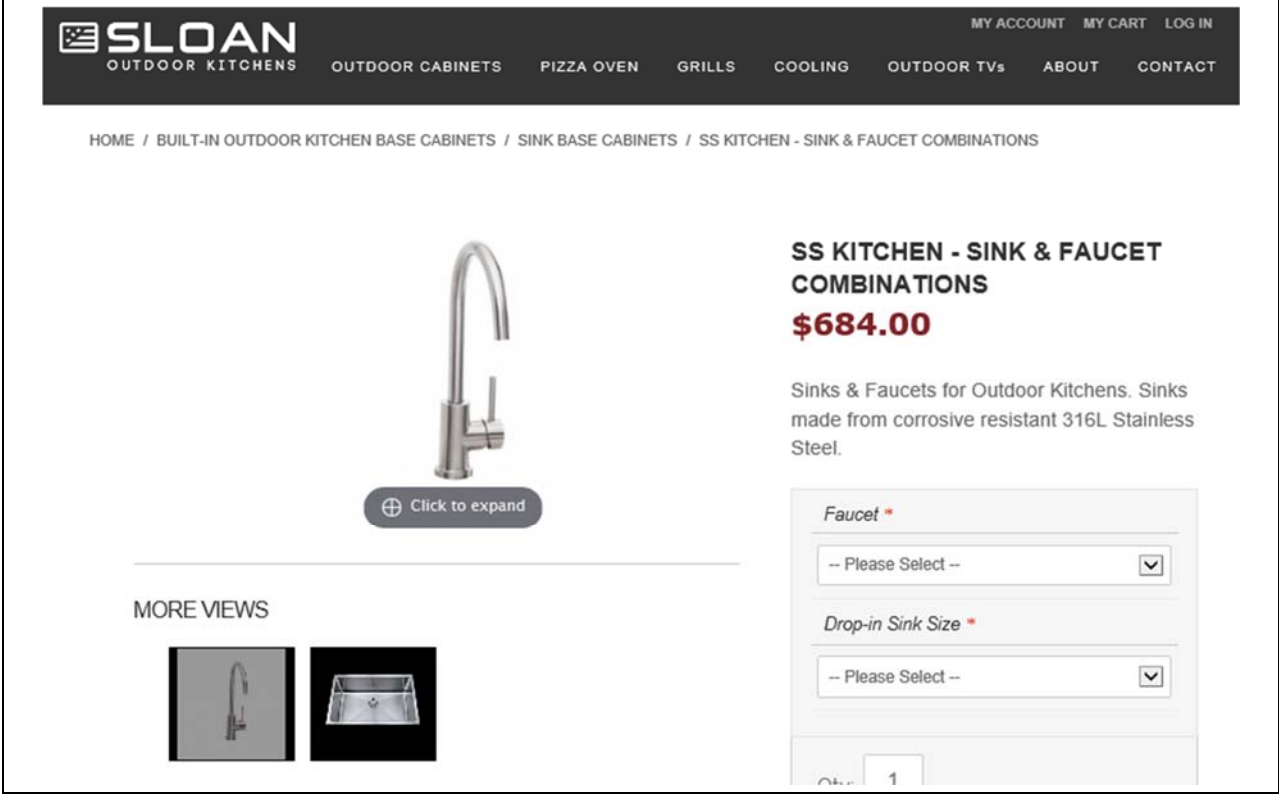 MY ACCOUNT MY CART LOG IN
SLOAN
OUTDOOR KITCHENS
OUTDOOR CABINETS PIZZA OVEN GRILLS COOLING OUTDOOR TVs ABOUT CONTACT
HOME / BUILT-IN OUTDOOR KITCHEN BASE CABINETS / SINK BASE CABINETS / SS KITCHEN - SINK & FAUCET COMBINATIONS
Click to expand
MORE VIEWS
SS KITCHEN - SINK & FAUCET
COMBINATIONS
$684.00
Sinks & Faucets for Outdoor Kitchens. Sinks
made from corrosive resistant 316L Stainless
Steel.
Faucet *
-- Please Select --
Drop-in Sink Size *
-- Please Select --
Qty: 1